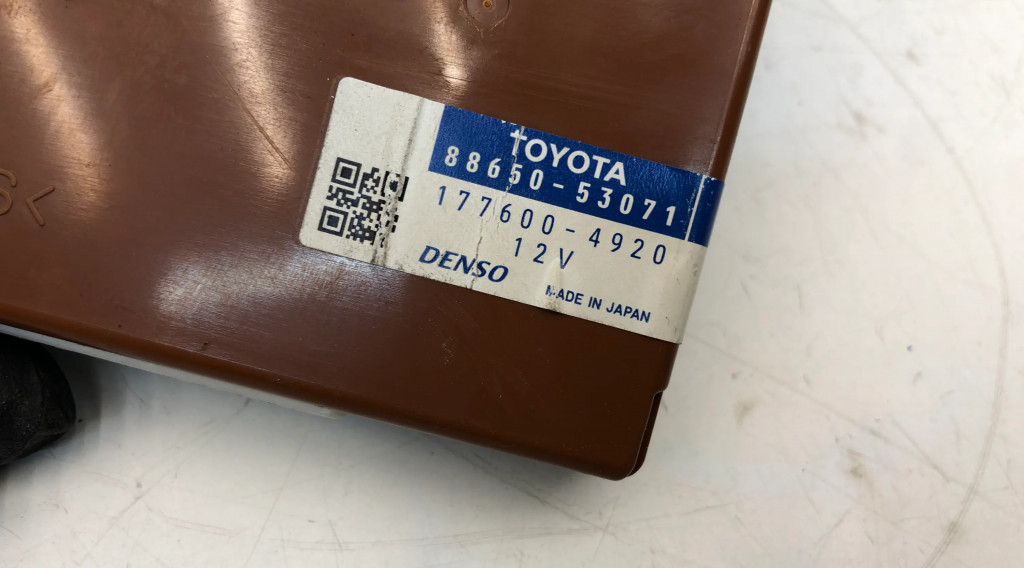 TOYOTA
88650-53071
177600-4920
12V
DENSO
MADE IN JAPAN